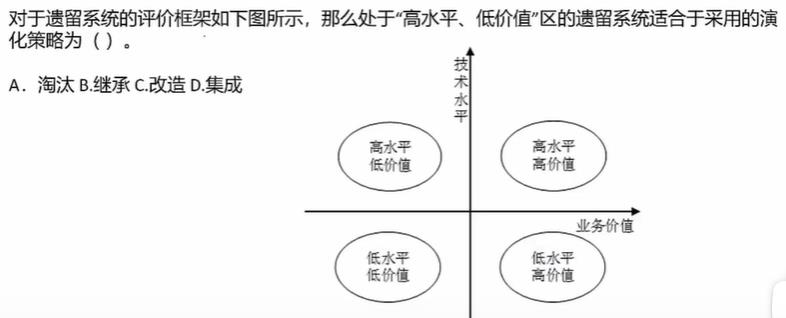 对于遗留系统的评价框架如下图所示，那么处于“高水平、低价值”区的遗留系统适合于采用的演
化策略为（ ）。
A．淘汰 B.继承 C.改造 D.集成
技术水平
高水平
低价值
高水平
高价值
业务价值
低水平
低价值
低水平
高价值